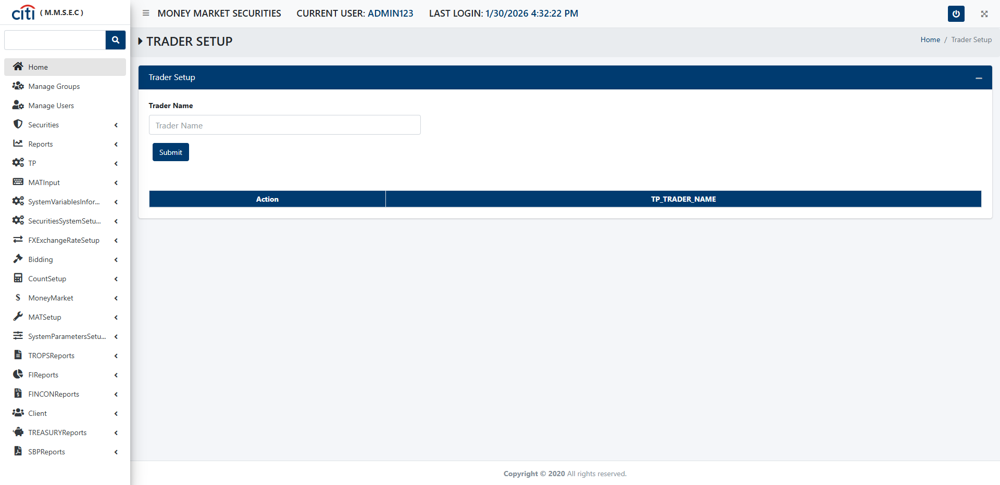 citi ( M.M.S.E.C )
MONEY MARKET SECURITIES CURRENT USER: ADMIN123 LAST LOGIN: 1/30/2026 4:32:22 PM
TRADER SETUP
Home / Trader Setup
Home
Manage Groups
Manage Users
Securities
Reports
TP
MATInput
SystemVariablesInfor...
SecuritiesSystemSetu...
FXExchangeRateSetup
Bidding
CountSetup
MoneyMarket
MATSetup
SystemParametersSetu...
TROPSReports
FIReports
FINCONReports
Client
TREASURYReports
SBPReports
Trader Setup
Trader Name
Trader Name
Submit
Action TP_TRADER_NAME
Copyright © 2020 All rights reserved.